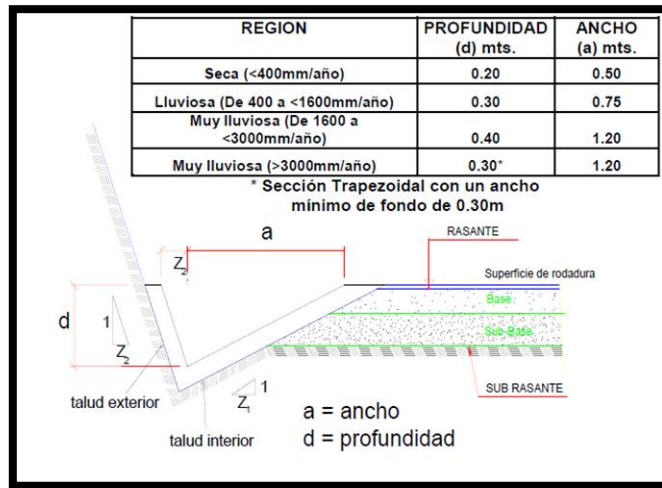 REGION PROFUNDIDAD (d) mts. ANCHO (a) mts.
Seca (<400mm/año) 0.20 0.50
Lluviosa (De 400 a <1600mm/año) 0.30 0.75
Muy lluviosa (De 1600 a
<3000mm/año) 0.40 1.20
Muy lluviosa (>3000mm/año) 0.30* 1.20
* Sección Trapezoidal con un ancho
mínimo de fondo de 0.30m
a
RASANTE
Z2
Superficie de rodadura
Base
d
1
Sub-Base
Z2
SUB RASANTE
talud exterior
1
Z1
talud interior
a = ancho
d = profundidad